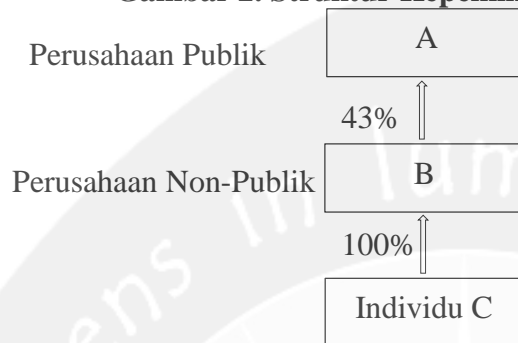 Perusahaan Publik
A
43%
Perusahaan Non-Publik
B
100%
Individu C